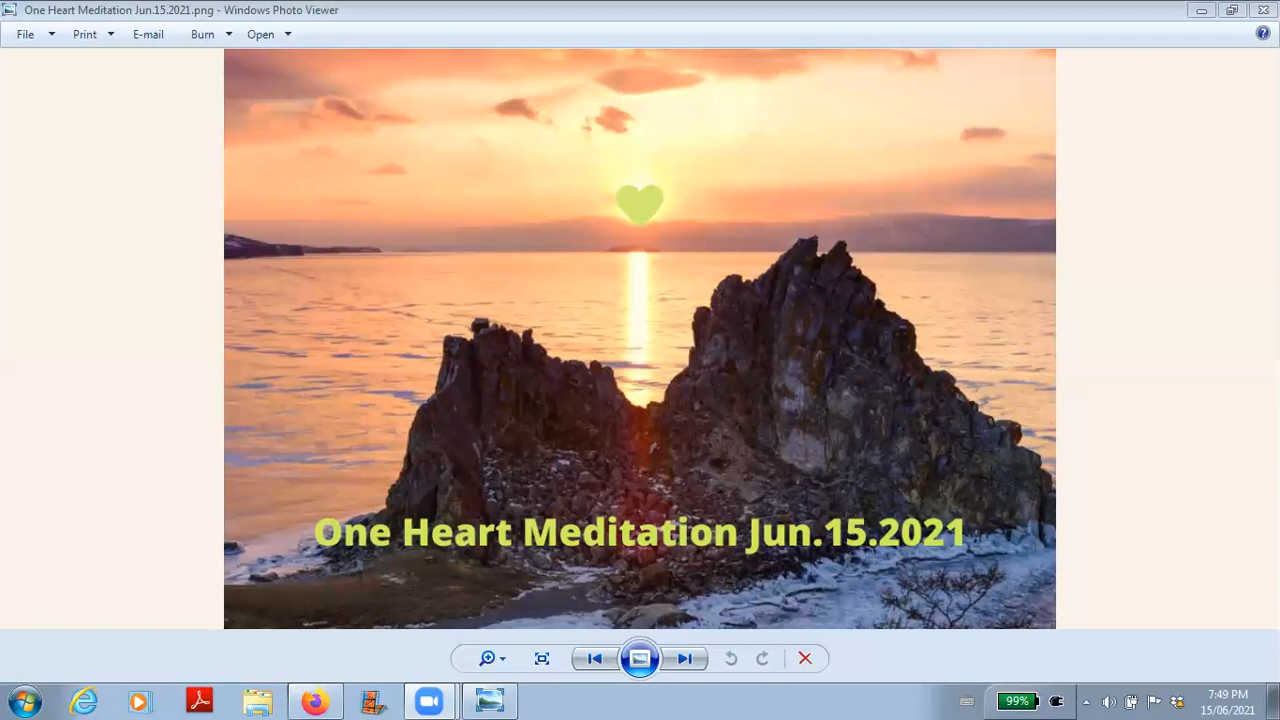 One Heart Meditation Jun.15.2021.png - Windows Photo Viewer
File Print E-mail Burn Open
One Heart Meditation Jun.15.2021
99%
7:49 PM
15/06/2021